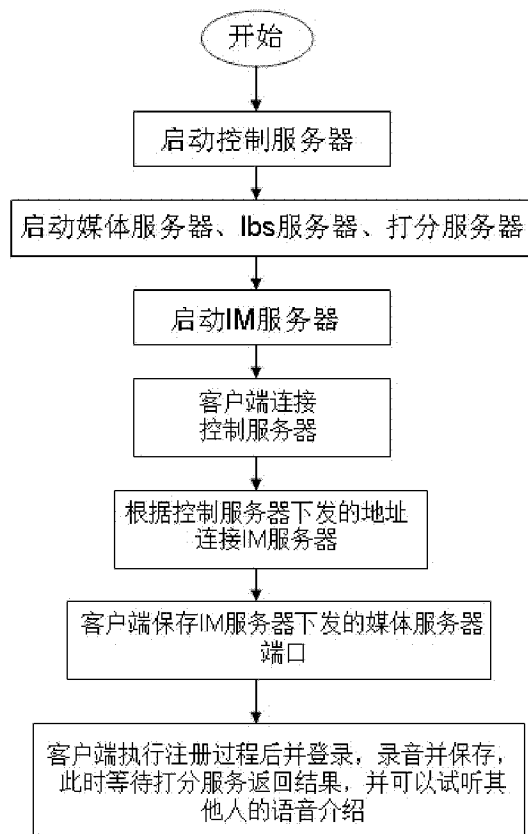 开始
启动控制服务器
启动媒体服务器、lbs服务器、打分服务器
启动IM服务器
客户端连接
控制服务器
根据控制服务器下发的地址
连接IM服务器
客户端保存IM服务器下发的媒体服务器
端口
客户端执行注册过程后并登录，录音并保存，
此时等待打分服务返回结果，并可以试听其
他人的语音介绍